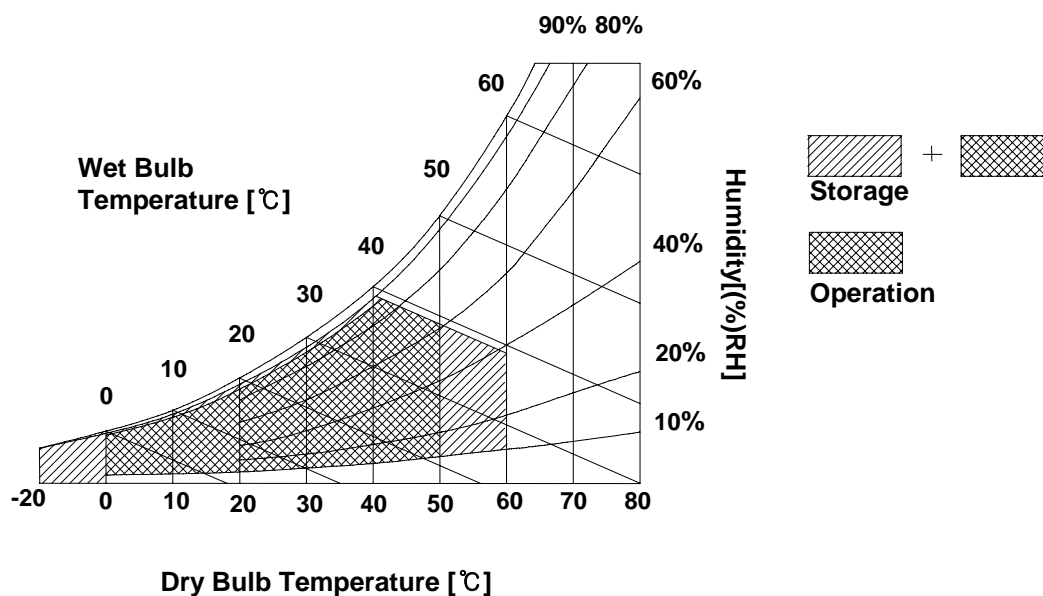 90% 80%
60
60%
Wet Bulb
Temperature [℃]
50
+
Storage
40
40%
Humidity[(%)RH]
30
Operation
20
20%
10
0
10%
-20 0 10 20 30 40 50 60 70 80
Dry Bulb Temperature [℃]